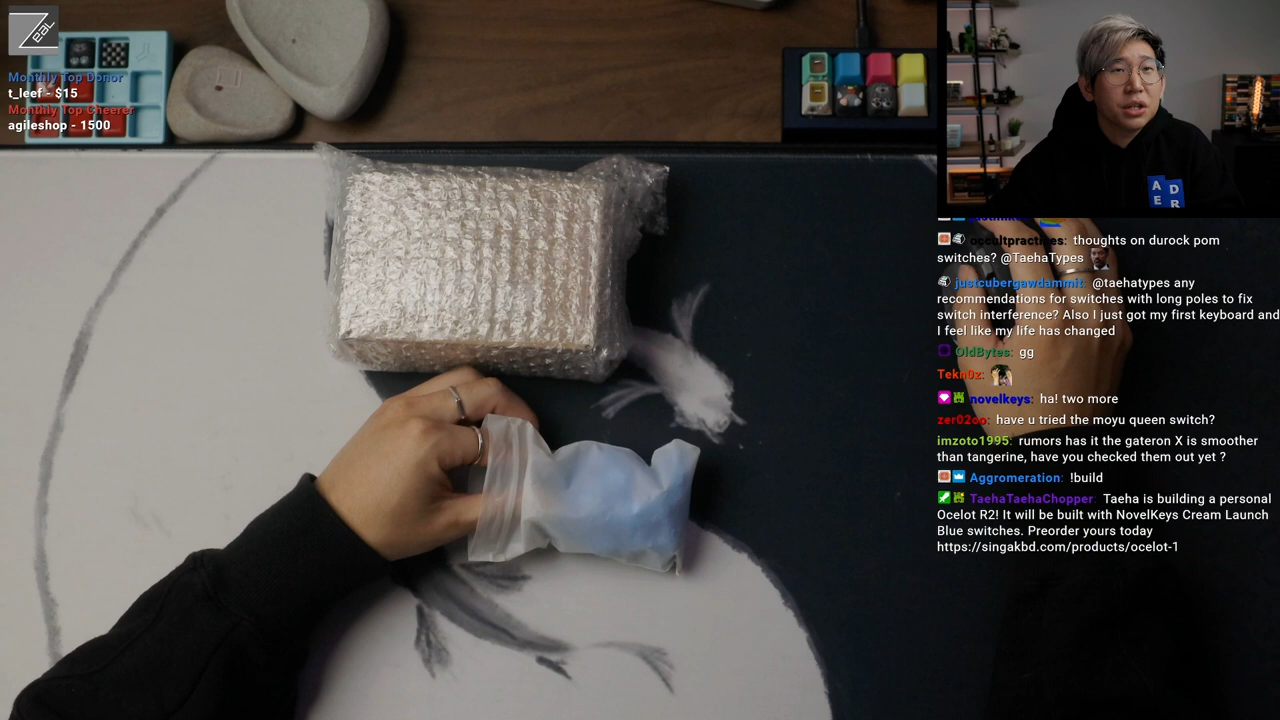 Zeal
Monthly Top Donor
t_leef - $15
Monthly Top Cheerer
agileshop - 1500
A D
E R
occultpractices: thoughts on durock pom
switches? @TaehaTypes
justcubergawdammit: @taehatypes any
recommendations for switches with long poles to fix
switch interference? Also I just got my first keyboard and
I feel like my life has changed
OldBytes: gg
Tekn0z:
novelkeys: ha! two more
zer02oo: have u tried the moyu queen switch?
imzoto1995: rumors has it the gateron X is smoother
than tangerine, have you checked them out yet ?
Aggromeration: !build
TaehaTaehaChopper: Taeha is building a personal
Ocelot R2! It will be built with NovelKeys Cream Launch
Blue switches. Preorder yours today
https://singakbd.com/products/ocelot-1